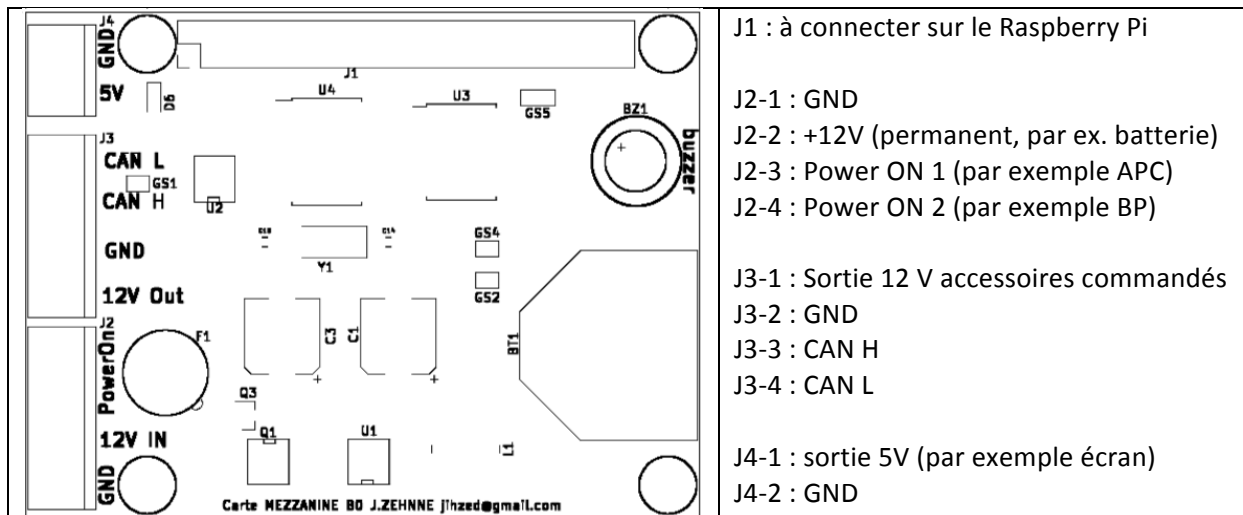 J4
GND
5V
D6
J1
U4
U3
GS5
BZ1
+
buzzer
J3
CAN L
GS1
CAN H
U2
GND
12V Out
C14
Y1
GS4
GS2
C3
C1
+
+
BT1
J2
PowerOn
F1
Q3
12V IN
Q1
U1
L1
GND
Carte MEZZANINE B0 J.ZEHNNE jihzed@gmail.com
J1 : à connecter sur le Raspberry Pi
J2-1 : GND
J2-2 : +12V (permanent, par ex. batterie)
J2-3 : Power ON 1 (par exemple APC)
J2-4 : Power ON 2 (par exemple BP)
J3-1 : Sortie 12 V accessoires commandés
J3-2 : GND
J3-3 : CAN H
J3-4 : CAN L
J4-1 : sortie 5V (par exemple écran)
J4-2 : GND